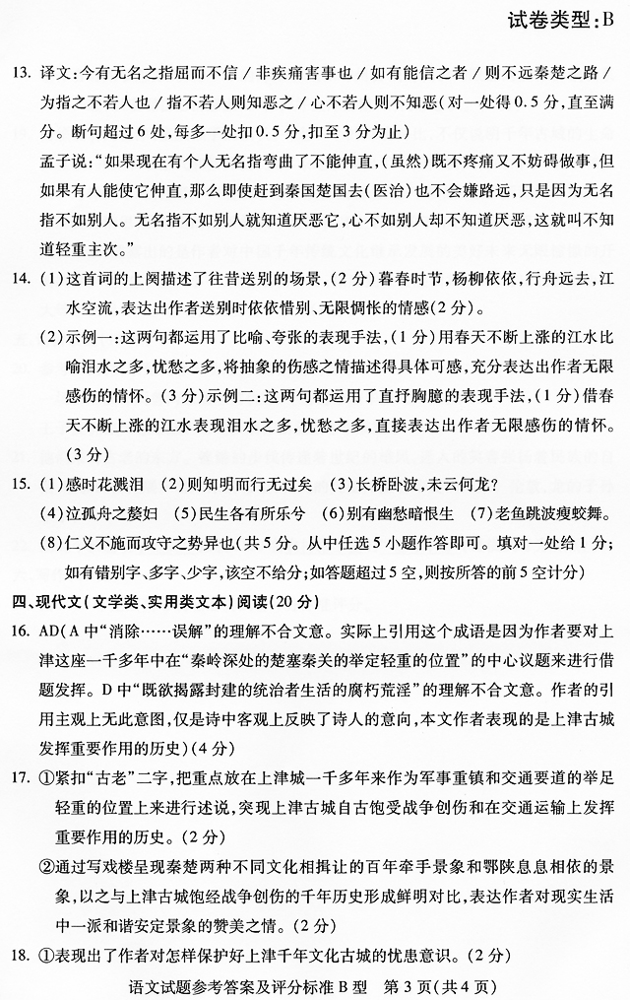 试卷类型:B
13. 译文:今有无名之指屈而不信/非疾痛害事也/如有能信之者/则不远秦楚之路/
为指之不若人也/指不若人则知恶之/心不若人则不知恶(对一处得0.5分,直至满
分。断句超过6处,每多一处扣0.5分,扣至3分为止)
孟子说:“如果现在有个人无名指弯曲了不能伸直,(虽然)既不疼痛又不妨碍做事,但
如果有人能使它伸直,那么即使赶到秦国楚国去(医治)也不会嫌路远,只是因为无名
指不如别人。无名指不如别人就知道厌恶它,心不如别人却不知道厌恶,这就叫不知
道轻重主次。”
14. (1)这首词的上阕描述了往昔送别的场景,(2分)暮春时节,杨柳依依,行舟远去,江
水空流,表达出作者送别时依依惜别、无限惆怅的情感(2分)。
(2)示例一:这两句都运用了比喻、夸张的表现手法,(1分)用春天不断上涨的江水比
喻泪水之多,忧愁之多,将抽象的伤感之情描述得具体可感,充分表达出作者无限
感伤的情怀。(3分)示例二:这两句都运用了直抒胸臆的表现手法,(1分)借春
天不断上涨的江水表现泪水之多,忧愁之多,直接表达出作者无限感伤的情怀。
(3分)
15. (1)感时花溅泪 (2)则知明而行无过矣 (3)长桥卧波,未云何龙?
(4)泣孤舟之嫠妇 (5)民生各有所乐兮 (6)别有幽愁暗恨生 (7)老鱼跳波瘦蛟舞。
(8)仁义不施而攻守之势异也(共5分。从中任选5小题作答即可。填对一处给1分;
如有错别字、多字、少字,该空不给分;如答题超过5空,则按所答的前5空计分)
四、现代文(文学类、实用类文本)阅读(20分)
16. AD(A中“消除……误解”的理解不合文意。实际上引用这个成语是因为作者要对上
津这座一千多年中在“秦岭深处的楚塞秦关的举定轻重的位置”的中心议题来进行借
题发挥。D中“既欲揭露封建的统治者生活的腐朽荒淫”的理解不合文意。作者的引
用主观上无此意图,仅是诗中客观上反映了诗人的意向,本文作者表现的是上津古城
发挥重要作用的历史)(4分)
17. ①紧扣“古老”二字,把重点放在上津城一千多年来作为军事重镇和交通要道的举足
轻重的位置上来进行述说,突现上津古城自古饱受战争创伤和在交通运输上发挥
重要作用的历史。(2分)
②通过写戏楼呈现秦楚两种不同文化相揖让的百年牵手景象和鄂陕息息相依的景
象,以之与上津古城饱经战争创伤的千年历史形成鲜明对比,表达作者对现实生活
中一派和谐安定景象的赞美之情。(2分)
18. ①表现出了作者对怎样保护好上津千年文化古城的忧患意识。(2分)
语文试题参考答案及评分标准B型 第3页(共4页)